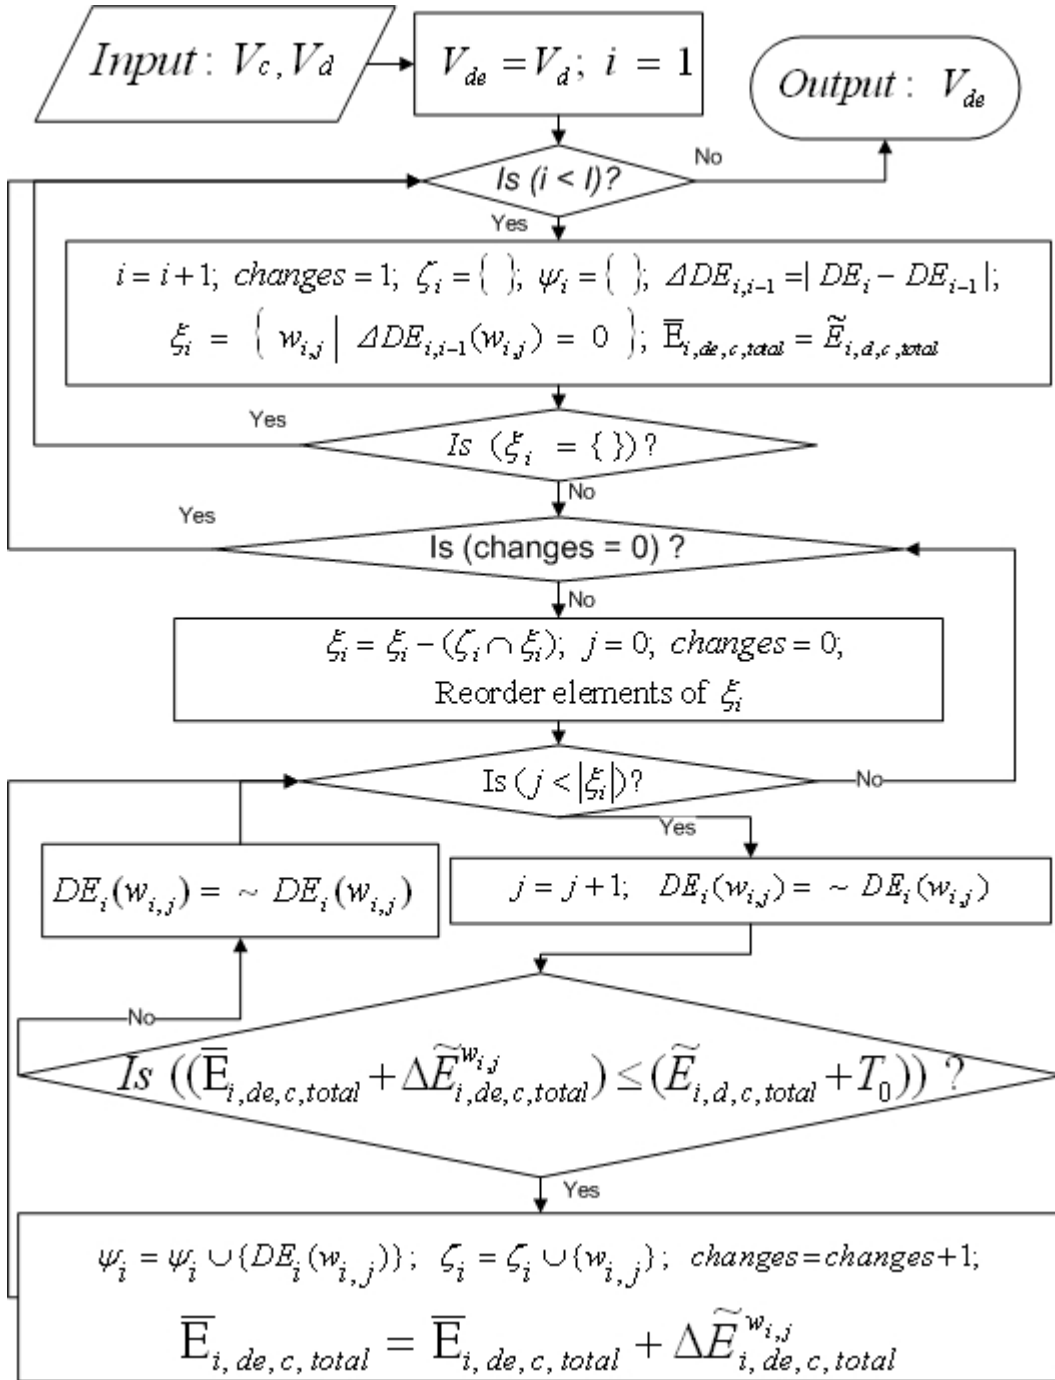 Input : V_c , V_d
V_de = V_d ; i = 1
Output : V_de
Is (i < I)?
No
Yes
i = i + 1; changes = 1; ζ_i = { }; ψ_i = { }; ΔDE_{i,i−1} = | DE_i − DE_{i−1} |;
ξ_i = { w_{i,j} | ΔDE_{i,i−1}(w_{i,j}) = 0 }; E̅_{i,de,c,total} = Ẽ_{i,d,c,total}
Yes
Is (ξ_i = { }) ?
No
Yes
Is (changes = 0) ?
No
ξ_i = ξ_i − (ζ_i ∩ ξ_i); j = 0; changes = 0;
Reorder elements of ξ_i
Is (j < |ξ_i|)?
No
Yes
DE_i(w_{i,j}) = ~ DE_i(w_{i,j})
j = j + 1; DE_i(w_{i,j}) = ~ DE_i(w_{i,j})
No
Is ((E̅_{i,de,c,total} + ΔẼ^{w_{i,j}}_{i,de,c,total}) ≤ (Ẽ_{i,d,c,total} + T_0)) ?
Yes
ψ_i = ψ_i ∪ {DE_i(w_{i,j})}; ζ_i = ζ_i ∪ {w_{i,j}}; changes=changes+1;
E̅_{i,de,c,total} = E̅_{i,de,c,total} + ΔẼ^{w_{i,j}}_{i,de,c,total}